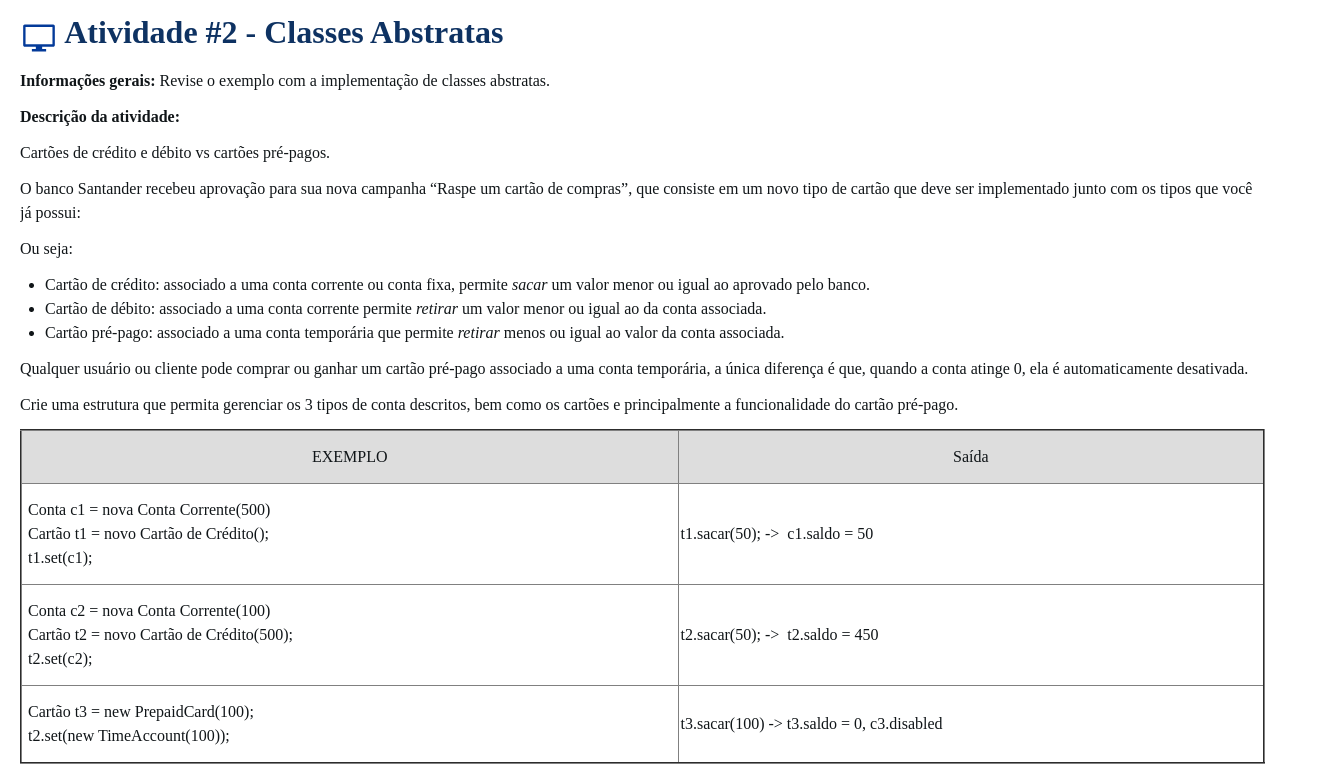 Atividade #2 - Classes Abstratas
Informações gerais: Revise o exemplo com a implementação de classes abstratas.
Descrição da atividade:
Cartões de crédito e débito vs cartões pré-pagos.
O banco Santander recebeu aprovação para sua nova campanha “Raspe um cartão de compras”, que consiste em um novo tipo de cartão que deve ser implementado junto com os tipos que você
já possui:
Ou seja:
Cartão de crédito: associado a uma conta corrente ou conta fixa, permite sacar um valor menor ou igual ao aprovado pelo banco.
Cartão de débito: associado a uma conta corrente permite retirar um valor menor ou igual ao da conta associada.
Cartão pré-pago: associado a uma conta temporária que permite retirar menos ou igual ao valor da conta associada.
Qualquer usuário ou cliente pode comprar ou ganhar um cartão pré-pago associado a uma conta temporária, a única diferença é que, quando a conta atinge 0, ela é automaticamente desativada.
Crie uma estrutura que permita gerenciar os 3 tipos de conta descritos, bem como os cartões e principalmente a funcionalidade do cartão pré-pago.
EXEMPLO
Saída
Conta c1 = nova Conta Corrente(500)
Cartão t1 = novo Cartão de Crédito();
t1.set(c1);
t1.sacar(50); -> c1.saldo = 50
Conta c2 = nova Conta Corrente(100)
Cartão t2 = novo Cartão de Crédito(500);
t2.set(c2);
t2.sacar(50); -> t2.saldo = 450
Cartão t3 = new PrepaidCard(100);
t2.set(new TimeAccount(100));
t3.sacar(100) -> t3.saldo = 0, c3.disabled